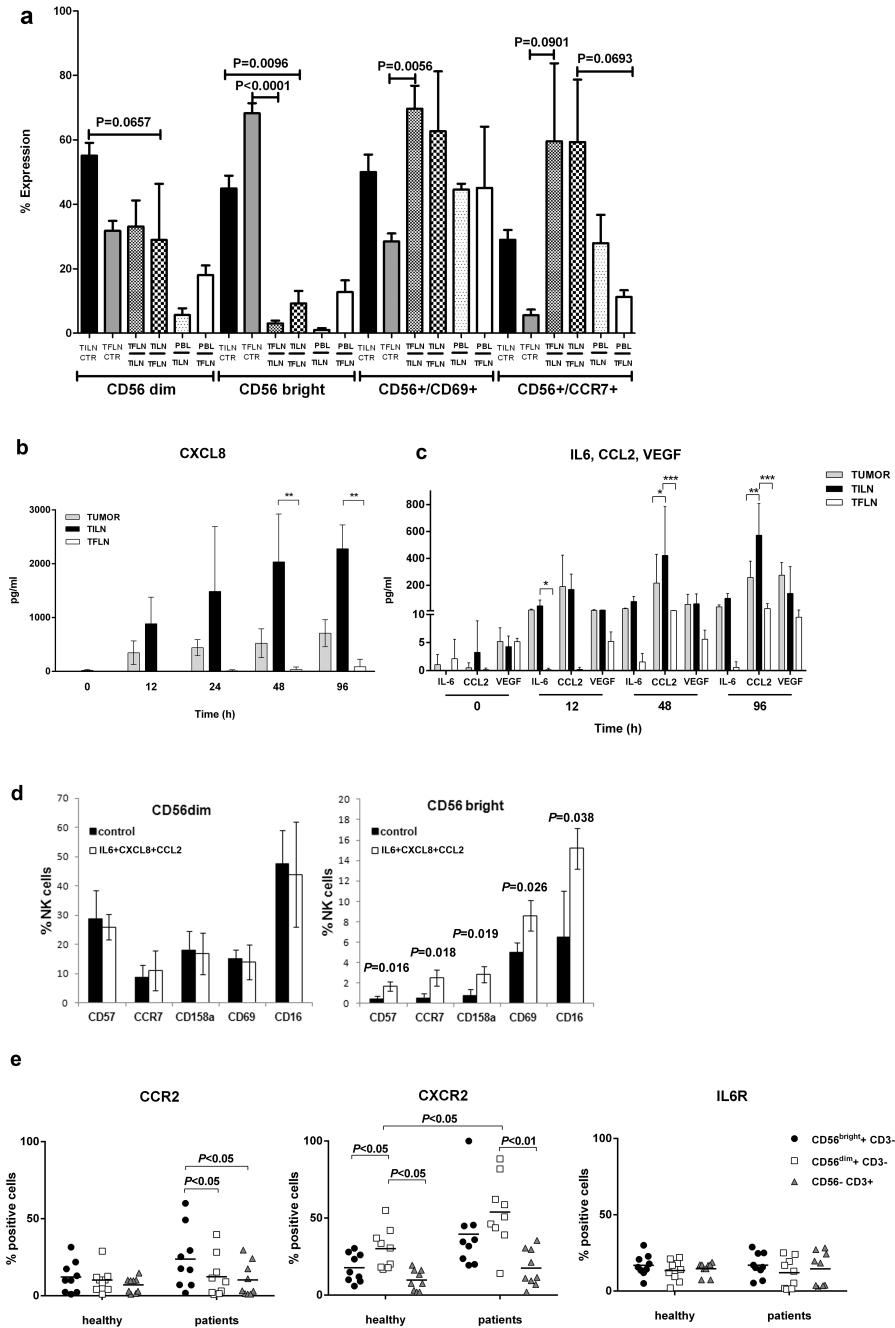 a
100
80
60
40
20
0
% Expression
P=0.0657
P=0.0096
P<0.0001
P=0.0056
P=0.0901
P=0.0693
TILN CTR
TFLN CTR
TFLN TILN
TILN TFLN
PBL TILN
PBL TFLN
TILN CTR
TFLN CTR
TFLN TILN
TILN TFLN
PBL TILN
PBL TFLN
TILN CTR
TFLN CTR
TFLN TILN
TILN TFLN
PBL TILN
PBL TFLN
TILN CTR
TFLN CTR
TFLN TILN
TILN TFLN
PBL TILN
PBL TFLN
CD56 dim
CD56 bright
CD56+/CD69+
CD56+/CCR7+
b
CXCL8
TUMOR
TILN
TFLN
3000
2000
1000
0
pg/ml
**
**
0
12
24
48
96
Time (h)
c
IL6, CCL2, VEGF
TUMOR
TILN
TFLN
800
600
400
200
10
5
0
pg/ml
*
*
***
**
***
IL-6 CCL2 VEGF
IL-6 CCL2 VEGF
IL-6 CCL2 VEGF
IL-6 CCL2 VEGF
0
12
48
96
Time (h)
d
CD56dim
control
IL6+CXCL8+CCL2
70
60
50
40
30
20
10
0
%NK cells
CD57
CCR7
CD158a
CD69
CD16
CD56 bright
control
IL6+CXCL8+CCL2
20
18
16
14
12
10
8
6
4
2
0
%NK cells
P=0.016
P=0.018
P=0.019
P=0.026
P=0.038
CD57
CCR7
CD158a
CD69
CD16
e
CCR2
100
50
0
% positive cells
P<0.05
P<0.05
healthy
patients
CXCR2
100
50
0
% positive cells
P<0.05
P<0.05
P<0.05
P<0.01
healthy
patients
IL6R
100
50
0
% positive cells
healthy
patients
CD56bright+ CD3-
CD56dim+ CD3-
CD56- CD3+